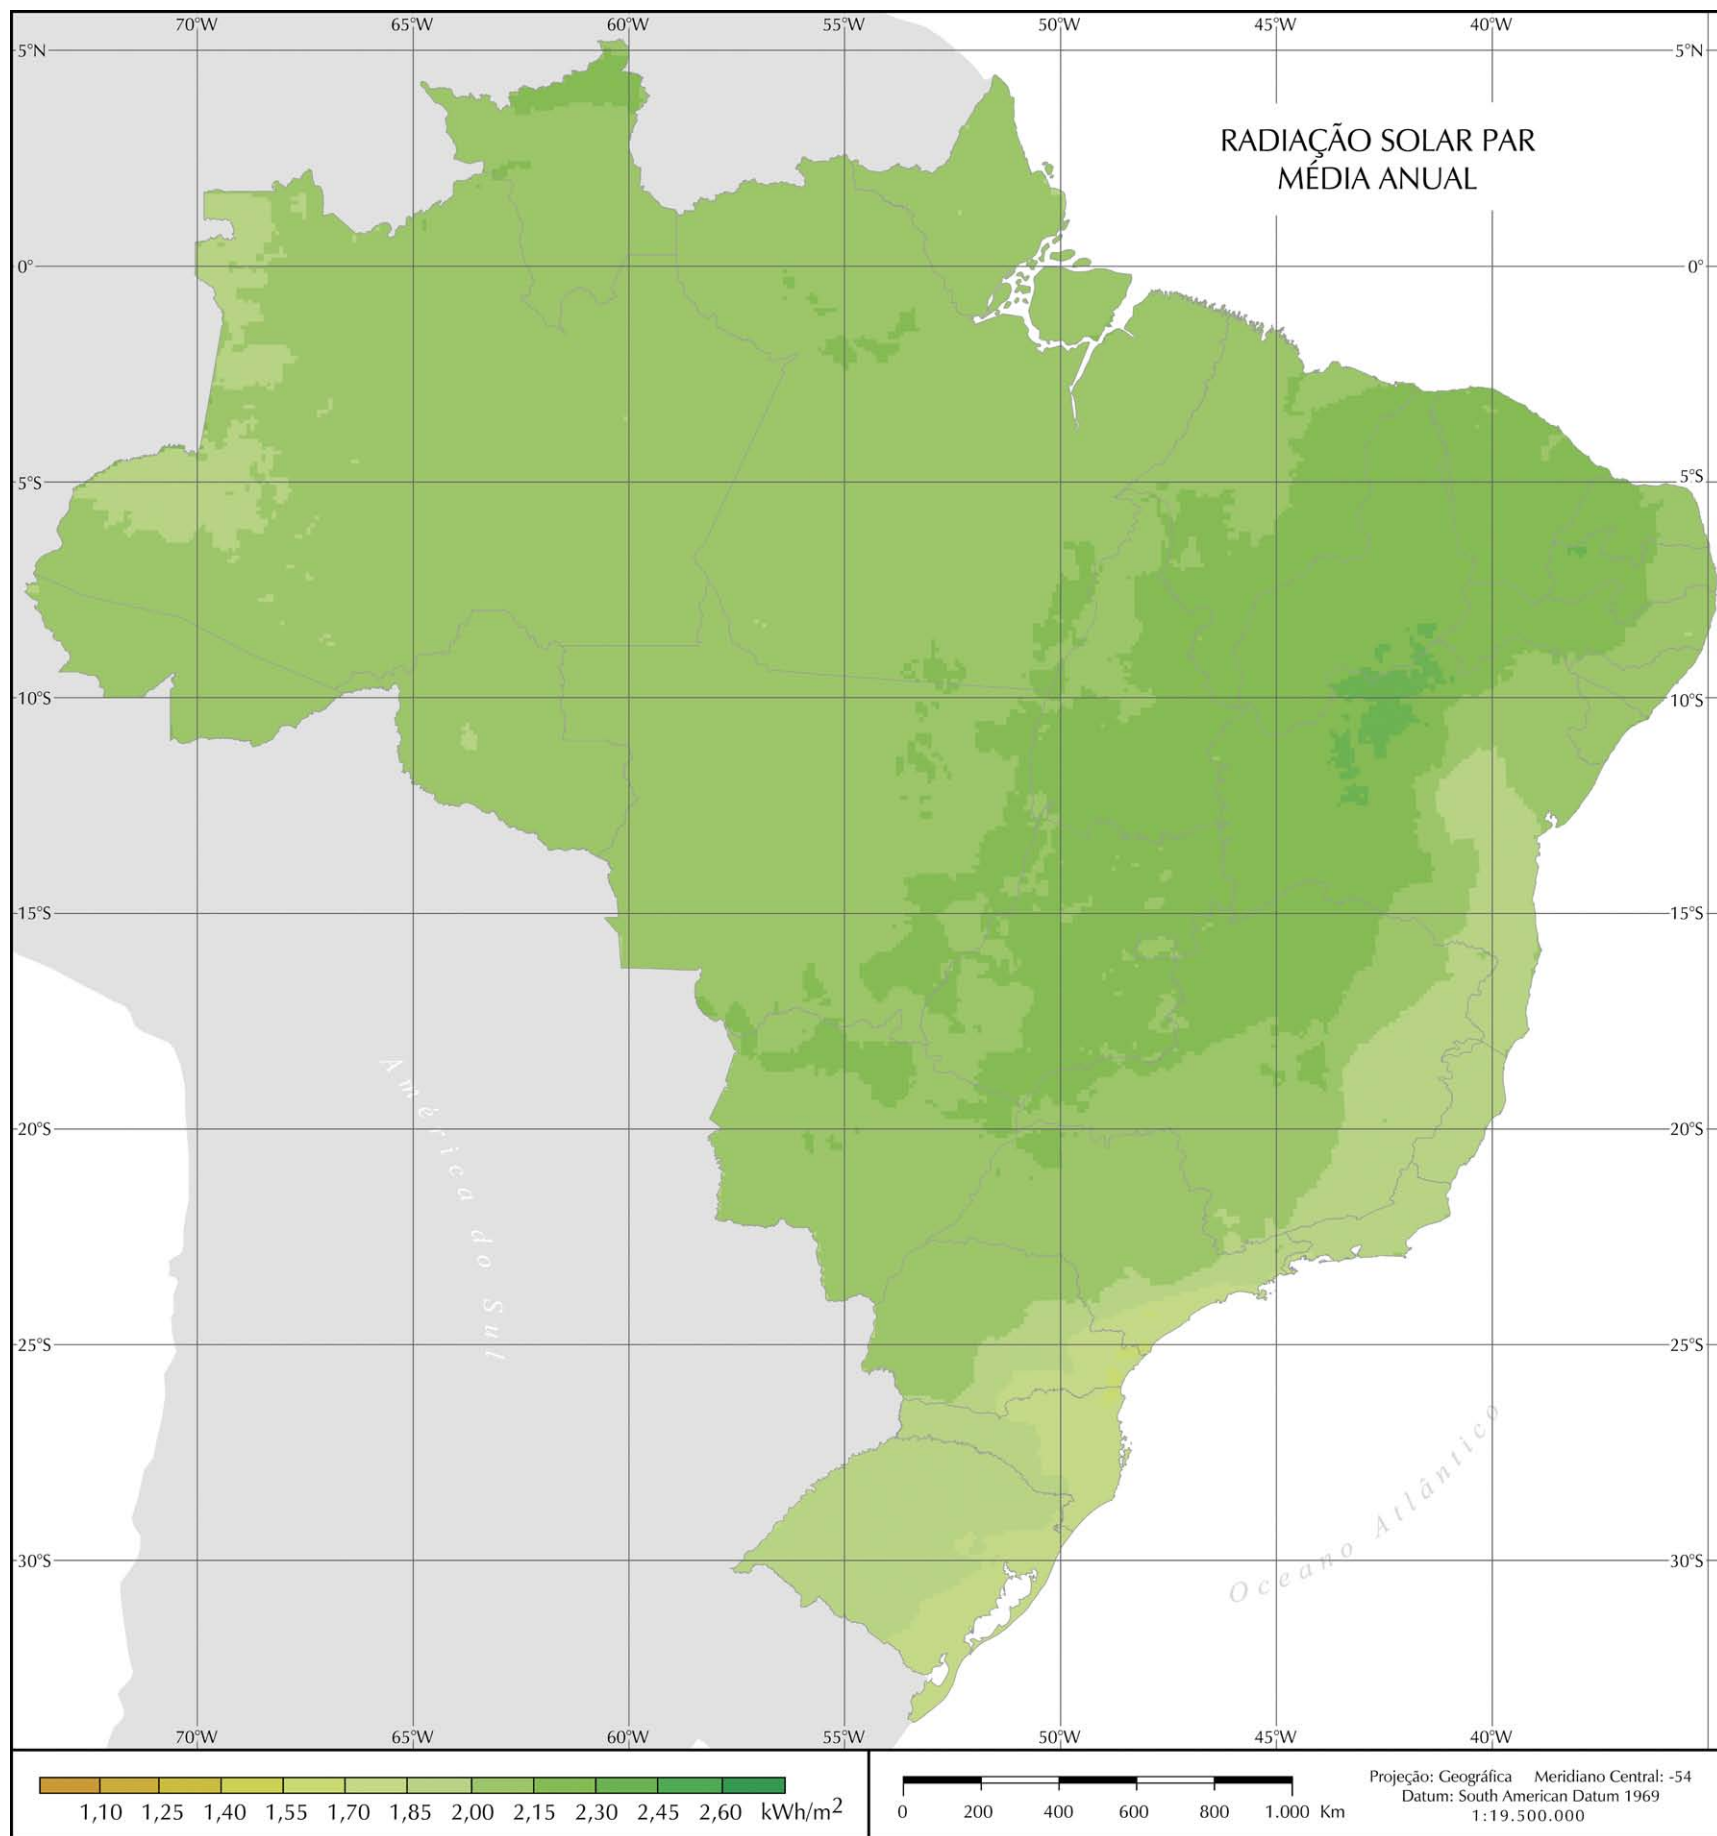 70°W 65°W 60°W 55°W 50°W 45°W 40°W
5°N 5°N
RADIAÇÃO SOLAR PAR
MÉDIA ANUAL
0° 0°
5°S 5°S
10°S 10°S
15°S 15°S
América do Sul
20°S 20°S
25°S 25°S
Oceano Atlântico
30°S 30°S
70°W 65°W 60°W 55°W 50°W 45°W 40°W
1,10 1,25 1,40 1,55 1,70 1,85 2,00 2,15 2,30 2,45 2,60 kWh/m2
0 200 400 600 800 1.000 Km
Projeção: Geográfica Meridiano Central: -54
Datum: South American Datum 1969
1:19.500.000